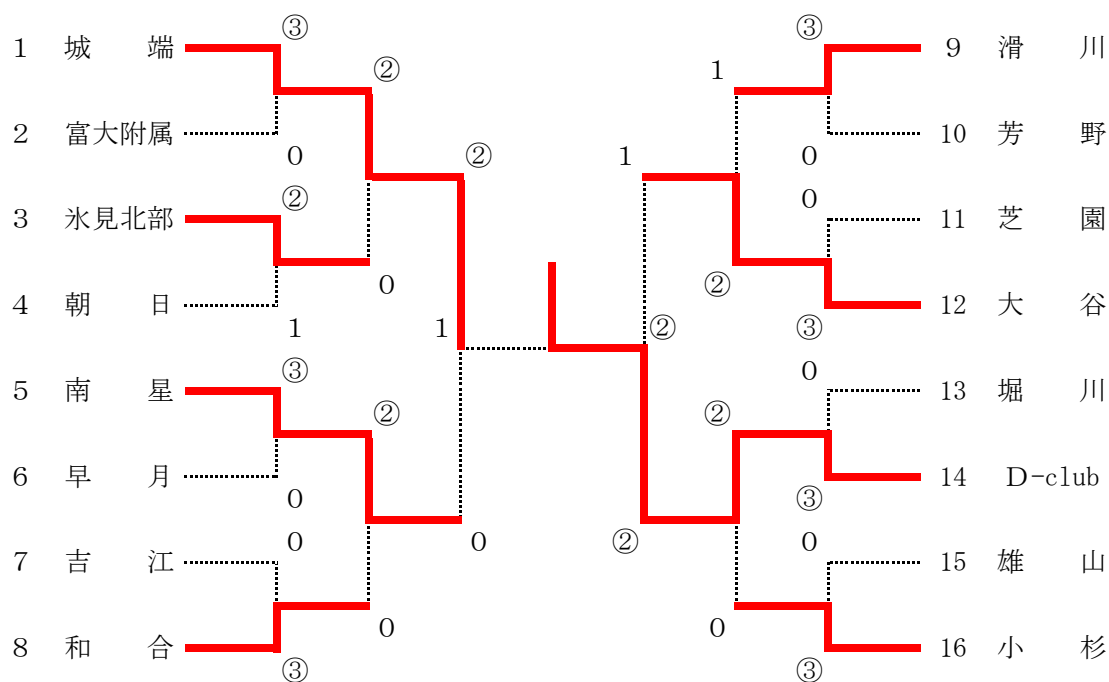 ③ ③
1 城 端 9 滑 川
② 1
2 富大附属 10 芳 野
0 ② 1 0
② 0
3 氷見北部 11 芝 園
0 ②
4 朝 日 12 大 谷
1 1 ② ③
③ 0
5 南 星 13 堀 川
② ②
6 早 月 14 D-club
0 ③
0 0 ② 0
7 吉 江 15 雄 山
0 0
8 和 合 16 小 杉
③ ③